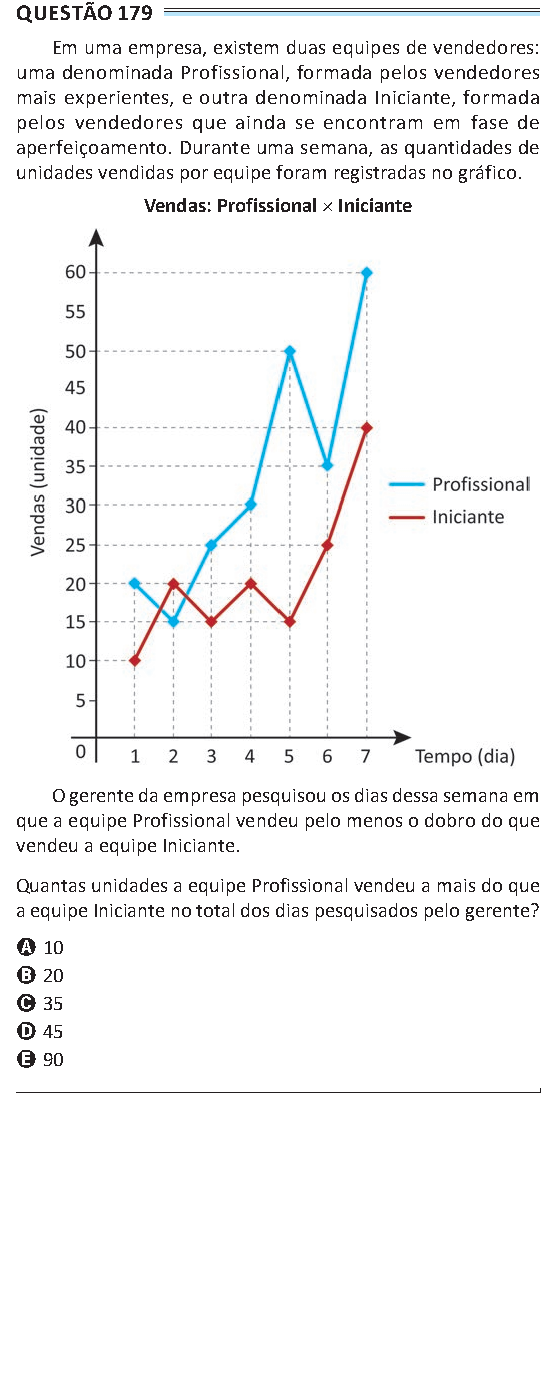 QUESTÃO 179
Em uma empresa, existem duas equipes de vendedores:
uma denominada Profissional, formada pelos vendedores
mais experientes, e outra denominada Iniciante, formada
pelos vendedores que ainda se encontram em fase de
aperfeiçoamento. Durante uma semana, as quantidades de
unidades vendidas por equipe foram registradas no gráfico.
Vendas: Profissional × Iniciante
60
55
50
45
40
35
30
25
20
15
10
5
0
Vendas (unidade)
1 2 3 4 5 6 7 Tempo (dia)
Profissional
Iniciante
O gerente da empresa pesquisou os dias dessa semana em
que a equipe Profissional vendeu pelo menos o dobro do que
vendeu a equipe Iniciante.
Quantas unidades a equipe Profissional vendeu a mais do que
a equipe Iniciante no total dos dias pesquisados pelo gerente?
A 10
B 20
C 35
D 45
E 90